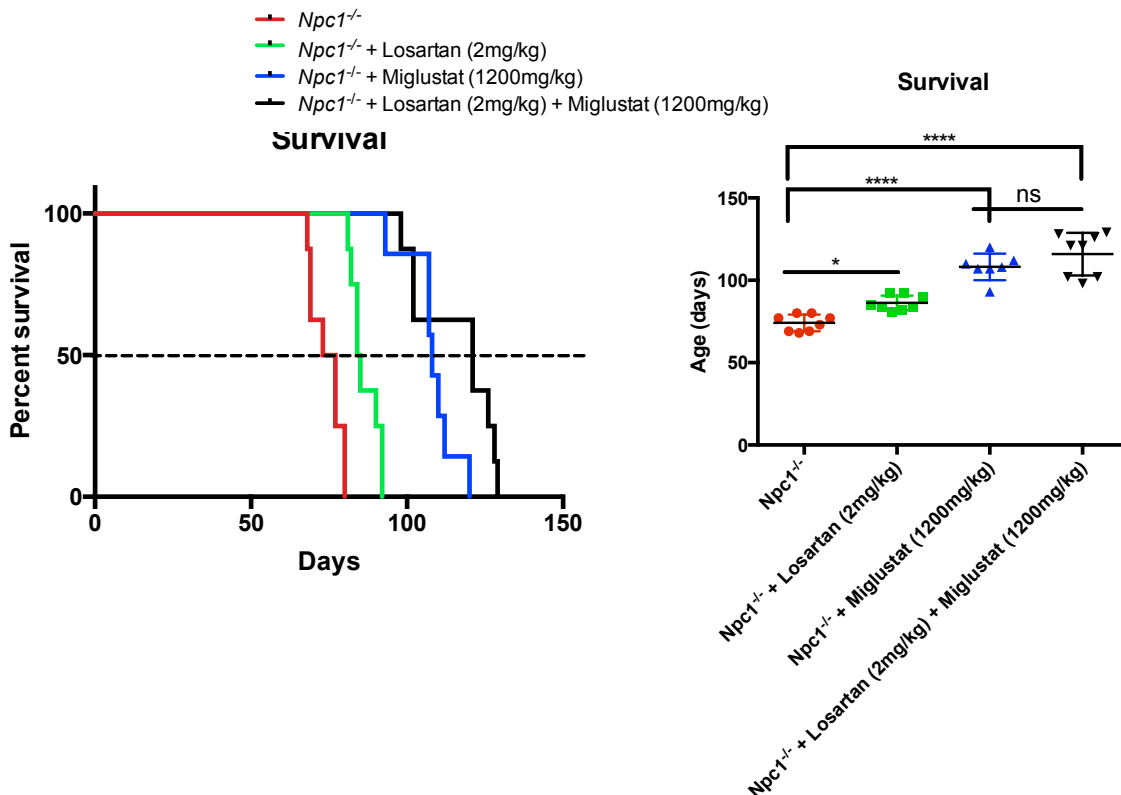 Npc1-/-
Npc1-/- + Losartan (2mg/kg)
Npc1-/- + Miglustat (1200mg/kg)
Npc1-/- + Losartan (2mg/kg) + Miglustat (1200mg/kg)
Survival
Percent survival
100
50
0
0
50
100
150
Days
Survival
****
****
ns
*
Age (days)
150
100
50
0
Npc1-/-
Npc1-/- + Losartan (2mg/kg)
Npc1-/- + Miglustat (1200mg/kg)
Npc1-/- + Losartan (2mg/kg) + Miglustat (1200mg/kg)